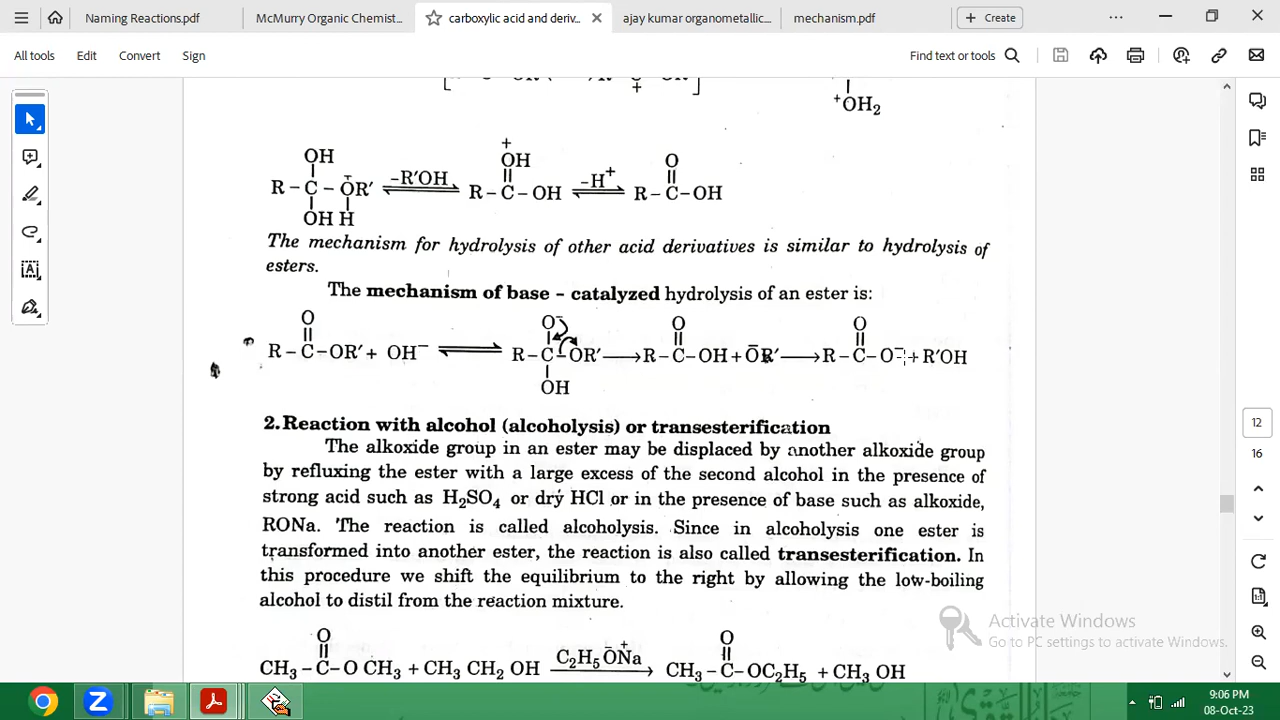 Naming Reactions.pdf
McMurry Organic Chemist...
carboxylic acid and deriv...
ajay kumar organometallic...
mechanism.pdf
Create
All tools Edit Convert Sign
Find text or tools
⁺OH₂
OH
R – C – ŌR′ –R′OH
OH H
+
OH
R – C – OH –H⁺
O
R – C – OH
The mechanism for hydrolysis of other acid derivatives is similar to hydrolysis of
esters.
The mechanism of base – catalyzed hydrolysis of an ester is:
O
R – C – OR′ + OH⁻
O⁻
R – C – OR′
OH
O
R – C – OH + ŌR′
O
R – C – O⁻ + R′OH
2. Reaction with alcohol (alcoholysis) or transesterification
The alkoxide group in an ester may be displaced by another alkoxide group
by refluxing the ester with a large excess of the second alcohol in the presence of
strong acid such as H₂SO₄ or dry HCl or in the presence of base such as alkoxide,
RONa. The reaction is called alcoholysis. Since in alcoholysis one ester is
transformed into another ester, the reaction is also called transesterification. In
this procedure we shift the equilibrium to the right by allowing the low-boiling
alcohol to distil from the reaction mixture.
O
CH₃ – C – O CH₃ + CH₃ CH₂ OH C₂H₅ ŌNa⁺
O
CH₃ – C – OC₂H₅ + CH₃ OH
12
16
Activate Windows
Go to PC settings to activate Windows.
9:06 PM
08-Oct-23